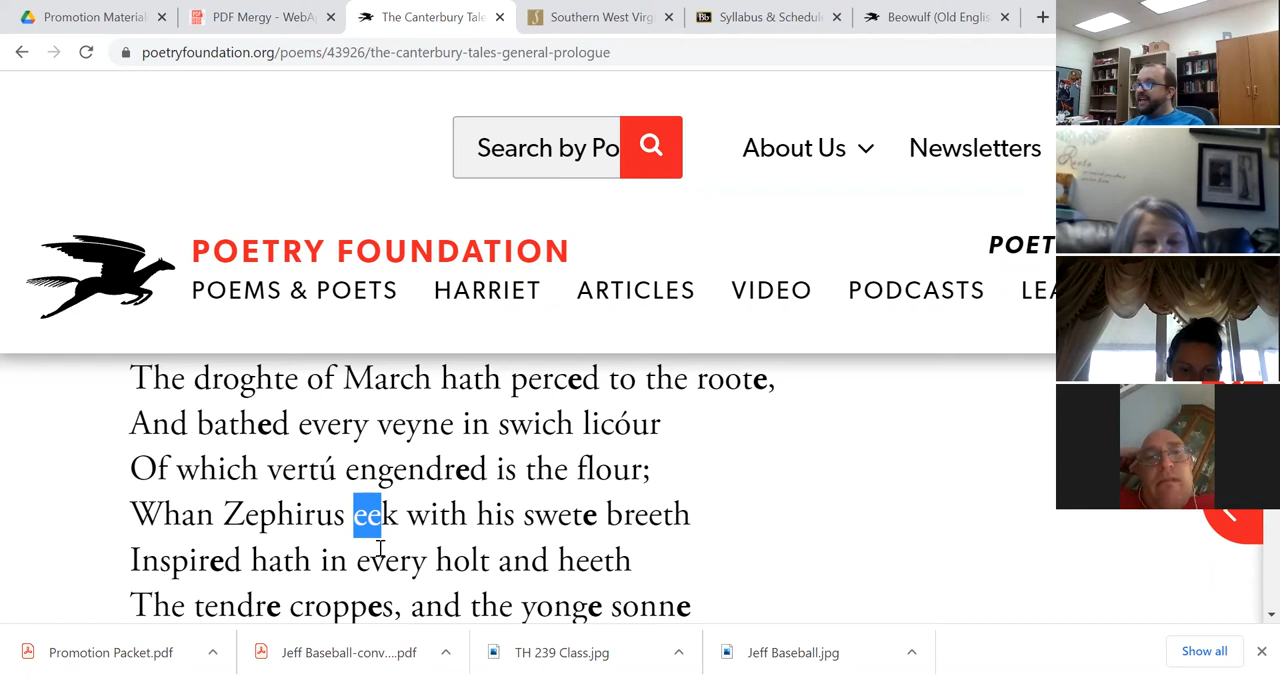 Promotion Material
PDF Mergy - WebA
The Canterbury Tale
Southern West Virg
Bb Syllabus & Schedul
Beowulf (Old Englis
poetryfoundation.org/poems/43926/the-canterbury-tales-general-prologue
Search by Po
About Us
Newsletters
POETRY FOUNDATION
POET
POEMS & POETS HARRIET ARTICLES VIDEO PODCASTS LEA
The droghte of March hath perced to the roote,
And bathed every veyne in swich licóur
Of which vertú engendred is the flour;
Whan Zephirus eek with his swete breeth
Inspired hath in every holt and heeth
The tendre croppes, and the yonge sonne
Promotion Packet.pdf
Jeff Baseball-conv....pdf
TH 239 Class.jpg
Jeff Baseball.jpg
Show all